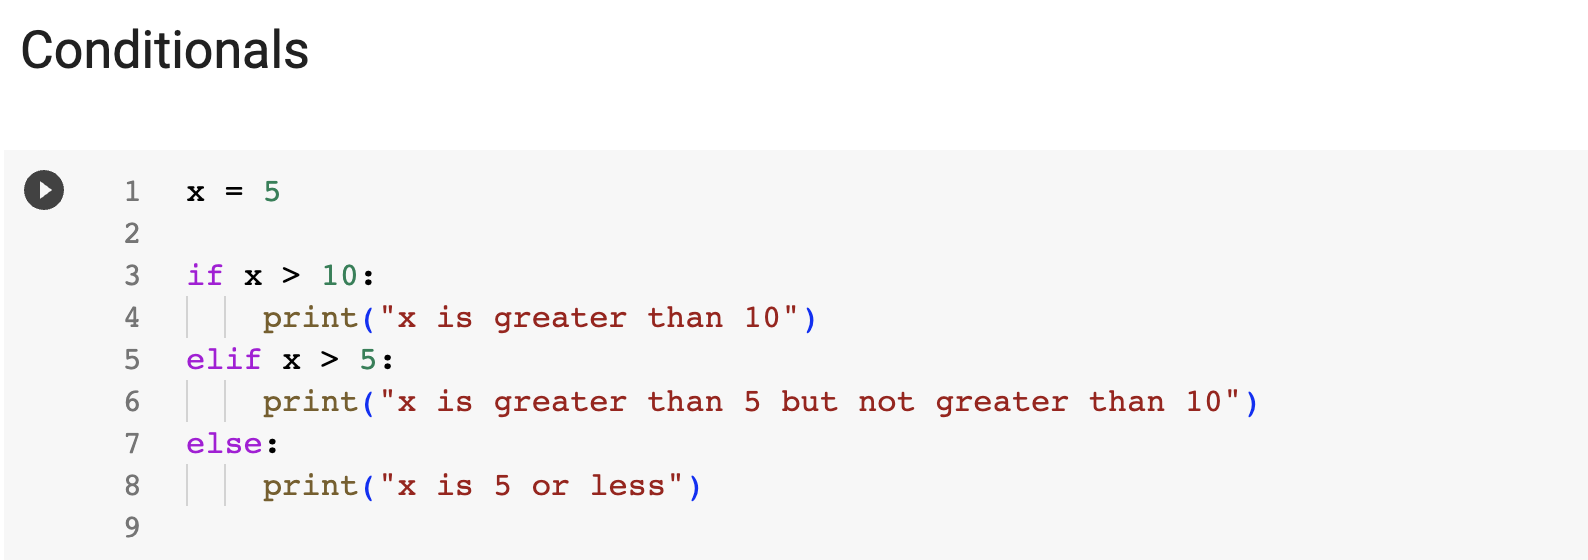 Conditionals
1 x = 5
2
3 if x > 10:
4     print("x is greater than 10")
5 elif x > 5:
6     print("x is greater than 5 but not greater than 10")
7 else:
8     print("x is 5 or less")
9